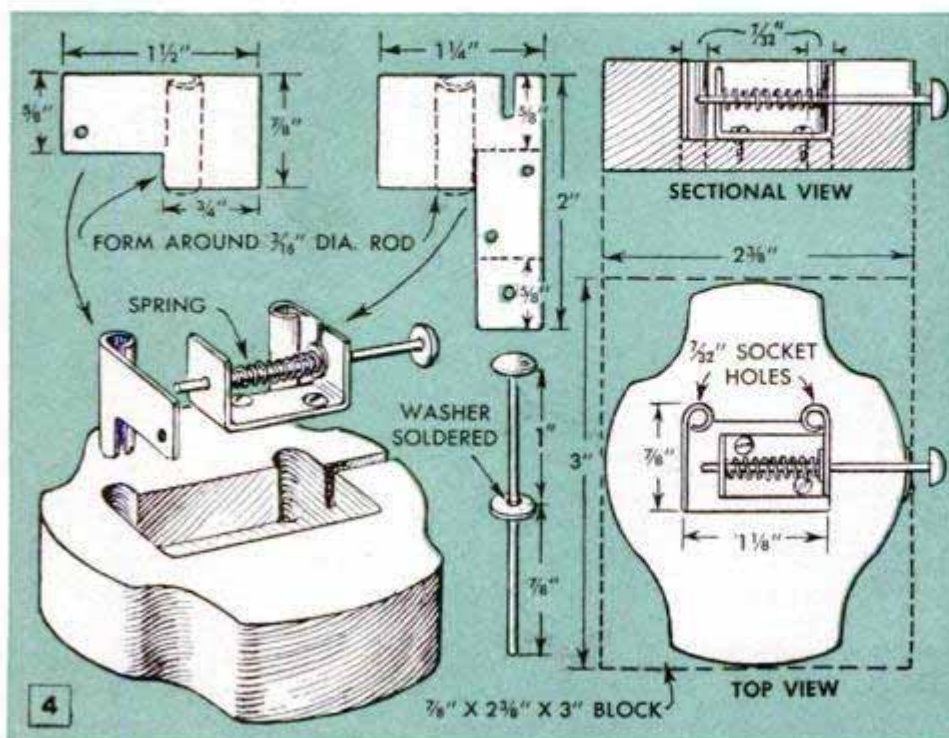 1½"
5/8"
7/8"
¾"
1¼"
5/8"
2"
5/8"
FORM AROUND 3/16" DIA. ROD
SPRING
WASHER
SOLDERED
1"
7/8"
7/32"
SECTIONAL VIEW
2⅜"
7/32" SOCKET
HOLES
3"
7/8"
1⅛"
TOP VIEW
7/8" X 2⅜" X 3" BLOCK
4